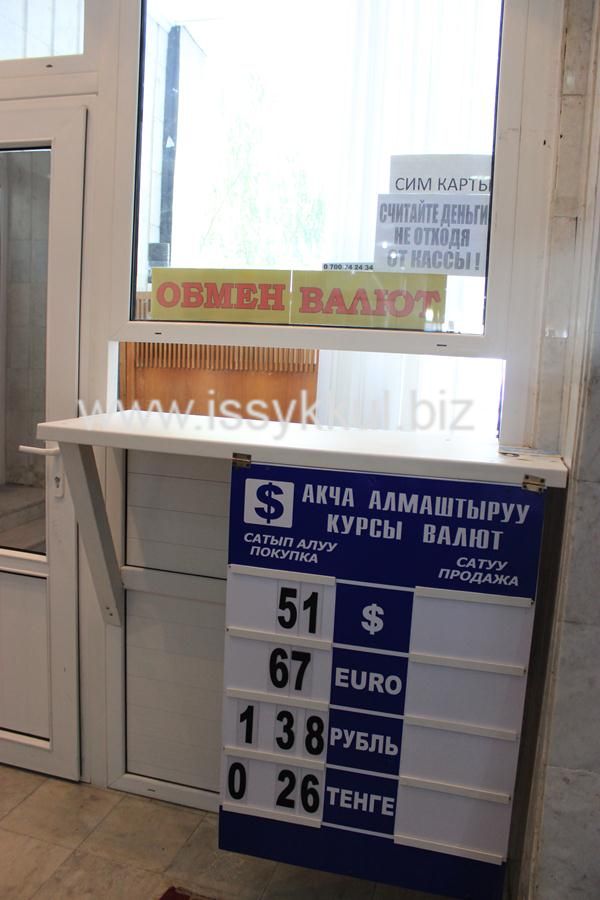 СИМ КАРТЫ
СЧИТАЙТЕ ДЕНЬГИ
НЕ ОТХОДЯ
ОТ КАССЫ !
ОБМЕН ВАЛЮТ
www.issykkul.biz
$ АКЧА АЛМАШТЫРУУ
КУРСЫ ВАЛЮТ
САТЫП АЛУУ
ПОКУПКА
САТУУ
ПРОДАЖА
51 $
67 EURO
1 38 РУБЛЬ
0 26 ТЕНГЕ